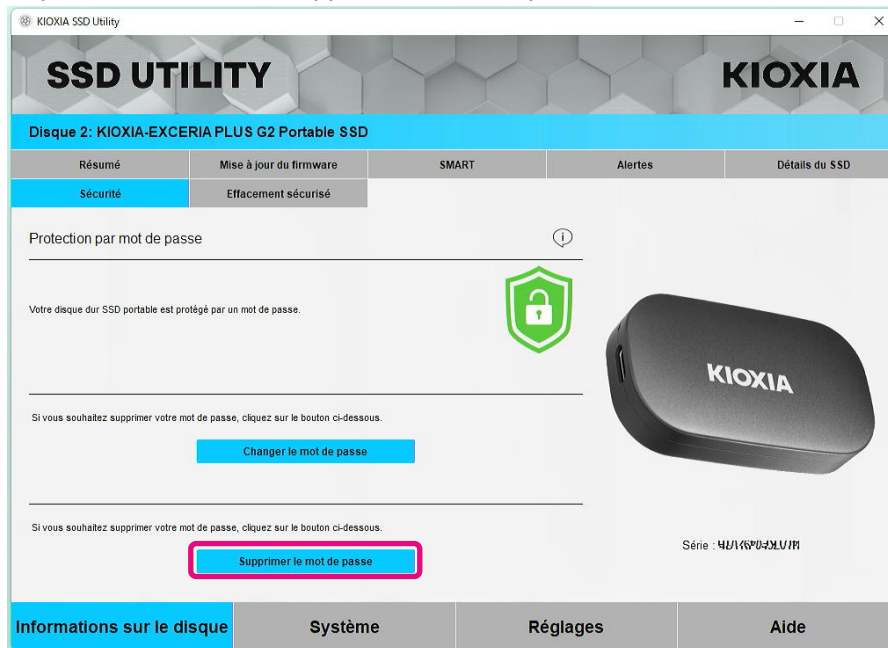 KIOXIA SSD Utility
SSD UTILITY
KIOXIA
Disque 2: KIOXIA-EXCERIA PLUS G2 Portable SSD
Résumé
Mise à jour du firmware
SMART
Alertes
Détails du SSD
Sécurité
Effacement sécurisé
Protection par mot de passe
i
Votre disque dur SSD portable est protégé par un mot de passe.
KIOXIA
Si vous souhaitez supprimer votre mot de passe, cliquez sur le bouton ci-dessous.
Changer le mot de passe
Si vous souhaitez supprimer votre mot de passe, cliquez sur le bouton ci-dessous.
Série :
Supprimer le mot de passe
Informations sur le disque
Système
Réglages
Aide